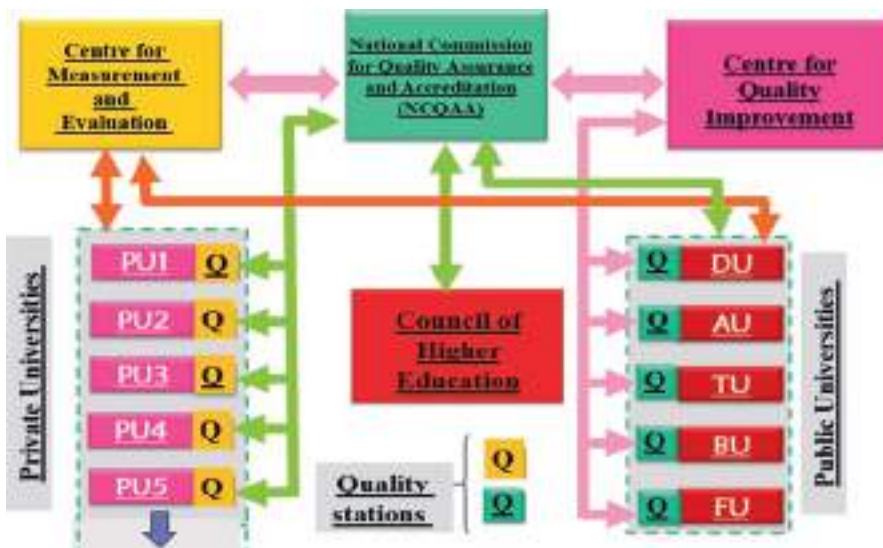 Centre for
Measurement
and
Evaluation
National Commission
for Quality Assurance
and Accreditation
(NCQAA)
Centre for
Quality
Improvement
Private Universities
PU1 Q
PU2 Q
PU3 Q
PU4 Q
PU5 Q
Council of
Higher
Education
Quality
stations
Q
Q
Q DU
Q AU
Q TU
Q BU
Q FU
Public Universities